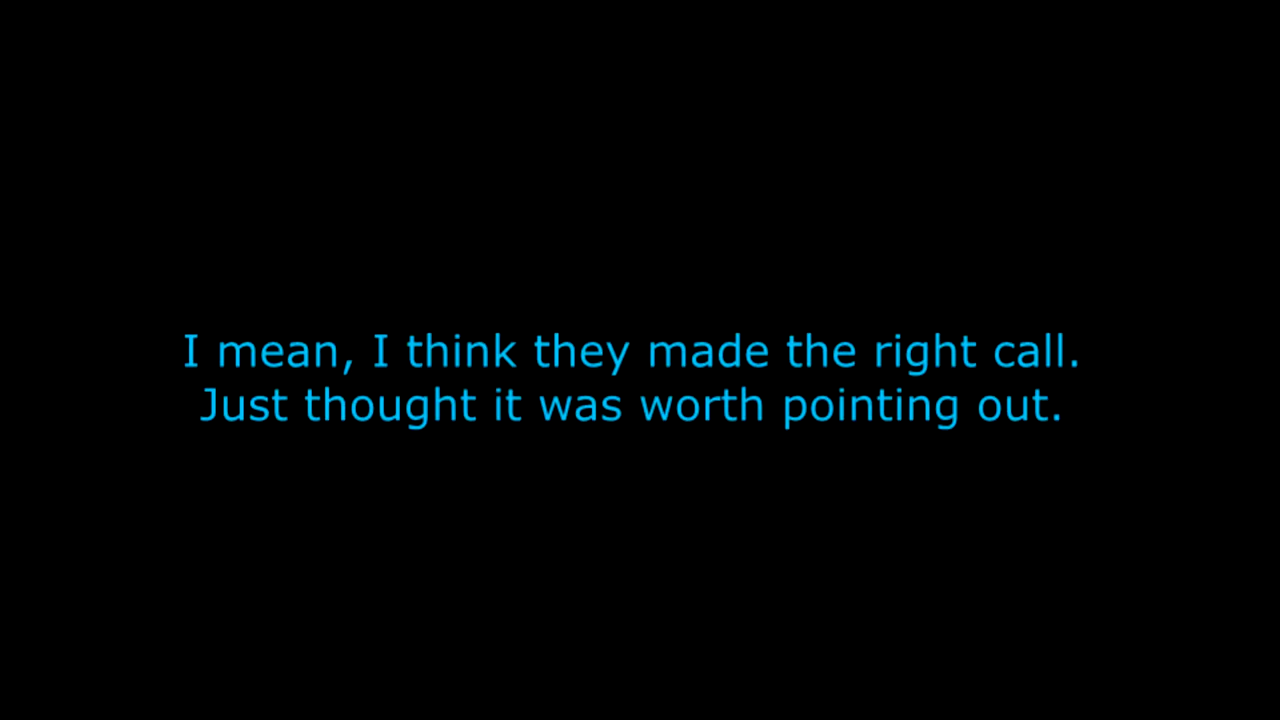 I mean, I think they made the right call.
Just thought it was worth pointing out.